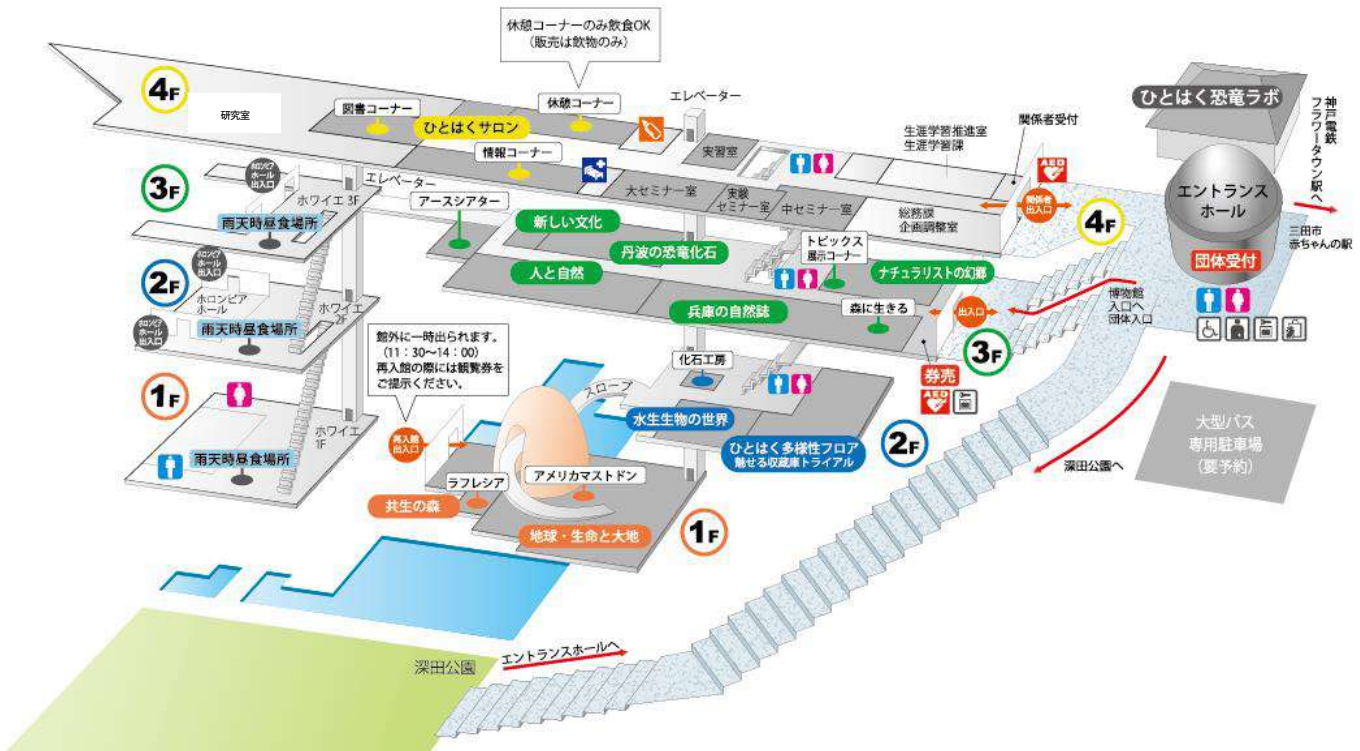 休憩コーナーのみ飲食OK
（販売は飲物のみ）
4F
研究室
図書コーナー
休憩コーナー
ひとはくサロン
情報コーナー
エレベーター
実習室
生涯学習推進室
生涯学習課
関係者受付
AED
関係者
出入口
4F
大セミナー室
実験
セミナー室
中セミナー室
総務課
企画調整室
ひとはく恐竜ラボ
エントランス
ホール
団体受付
神戸電鉄
フラワータウン駅へ
三田市
赤ちゃんの駅
3F
ホロンピア
ホール
出入口
ホワイエ 3F
エレベーター
雨天時昼食場所
アースシアター
新しい文化
丹波の恐竜化石
人と自然
トピックス
展示コーナー
ナチュラリストの幻郷
兵庫の自然誌
森に生きる
出入口
3F
博物館
入口へ
団体入口
券売
AED
2F
ホロンピア
ホール
出入口
ホロンピア
ホール
ホロンピア
ホール
出入口
雨天時昼食場所
ホワイエ
2F
館外に一時出られます。
（11：30～14：00）
再入館の際には観覧券を
ご提示ください。
化石工房
スロープ
水生生物の世界
ひとはく多様性フロア
魅せる収蔵庫トライアル
2F
1F
雨天時昼食場所
ホワイエ
1F
再入館
出入口
ラフレシア
アメリカマストドン
共生の森
地球・生命と大地
1F
大型バス
専用駐車場
（要予約）
深田公園へ
エントランスホールへ
深田公園